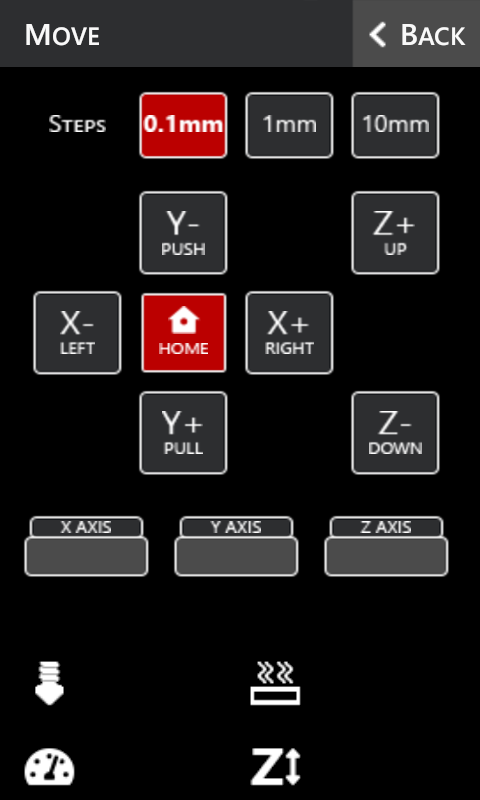 MOVE
BACK
STEPS
0.1mm
1mm
10mm
Y-
PUSH
Z+
UP
X-
LEFT
HOME
X+
RIGHT
Y+
PULL
Z-
DOWN
X AXIS
Y AXIS
Z AXIS
Z